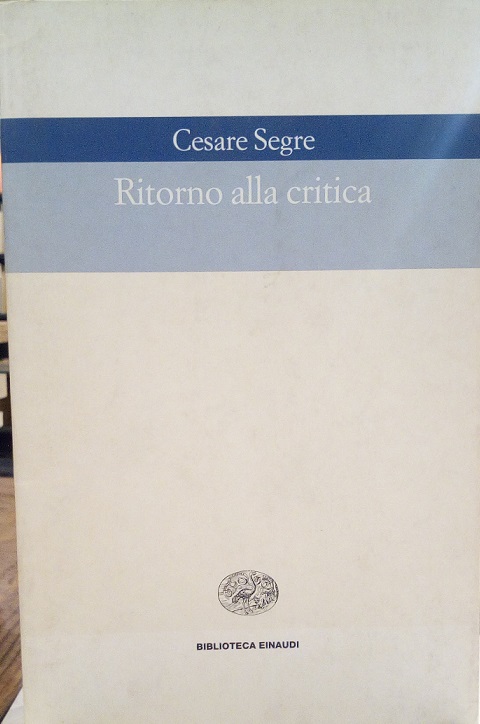 Cesare Segre
Ritorno alla critica
BIBLIOTECA EINAUDI